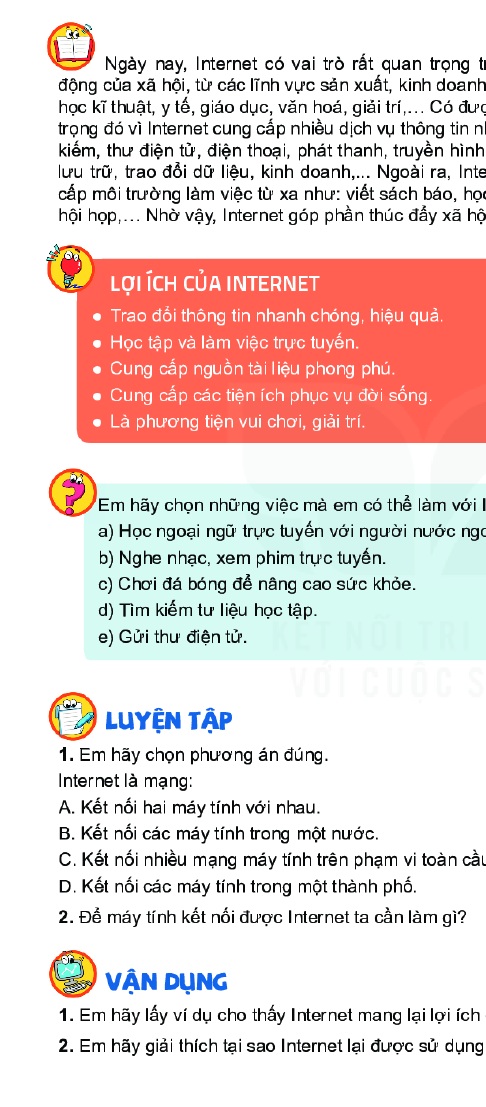 Ngày nay, Internet có vai trò rất quan trọng
động của xã hội, từ các lĩnh vực sản xuất, kinh doanh
học kĩ thuật, y tế, giáo dục, văn hoá, giải trí,... Có
trọng đó vì Internet cung cấp nhiều dịch vụ thông tin
kiếm, thư điện tử, điện thoại, phát thanh, truyền hình
lưu trữ, trao đổi dữ liệu, kinh doanh,... Ngoài ra,
cấp môi trường làm việc từ xa như: viết sách báo,
hội họp,... Nhờ vậy, Internet góp phần thúc đẩy xã
LỢI ÍCH CỦA INTERNET
• Trao đổi thông tin nhanh chóng, hiệu quả.
• Học tập và làm việc trực tuyến.
• Cung cấp nguồn tài liệu phong phú.
• Cung cấp các tiện ích phục vụ đời sống.
• Là phương tiện vui chơi, giải trí.
Em hãy chọn những việc mà em có thể làm với
a) Học ngoại ngữ trực tuyến với người nước
b) Nghe nhạc, xem phim trực tuyến.
c) Chơi đá bóng để nâng cao sức khỏe.
d) Tìm kiếm tư liệu học tập.
e) Gửi thư điện tử.
KẾT NỐI TRI
VỚI CUỘC
LUYỆN TẬP
1. Em hãy chọn phương án đúng.
Internet là mạng:
A. Kết nối hai máy tính với nhau.
B. Kết nối các máy tính trong một nước.
C. Kết nối nhiều mạng máy tính trên phạm vi toàn
D. Kết nối các máy tính trong một thành phố.
2. Để máy tính kết nối được Internet ta cần làm gì?
VẬN DỤNG
1. Em hãy lấy ví dụ cho thấy Internet mang lại lợi ích
2. Em hãy giải thích tại sao Internet lại được sử dụng